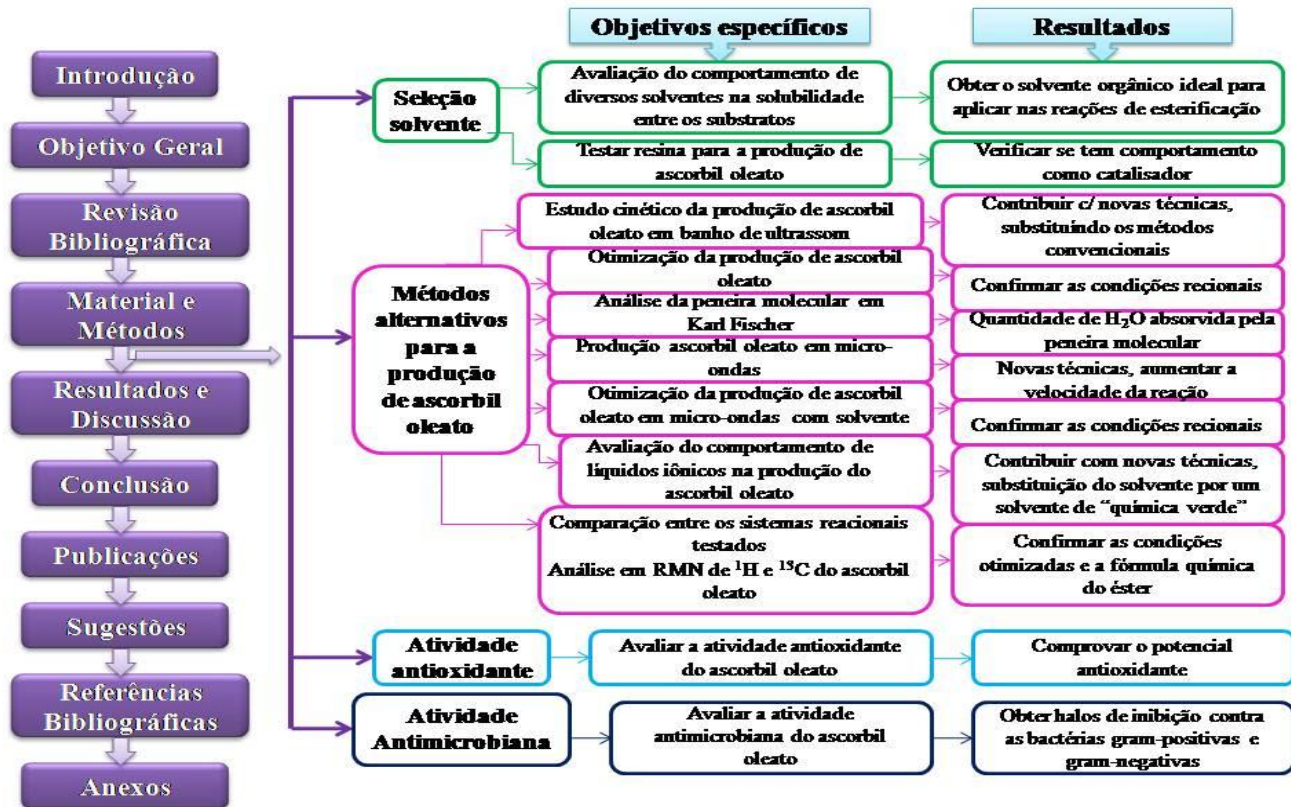 Objetivos específicos
Resultados
Introdução
Objetivo Geral
Revisão
Bibliográfica
Material e
Métodos
Resultados e
Discussão
Conclusão
Publicações
Sugestões
Referências
Bibliográficas
Anexos
Seleção
solvente
Avaliação do comportamento de
diversos solventes na solubilidade
entre os substratos
Obter o solvente orgânico ideal para
aplicar nas reações de esterificação
Testar resina para a produção de
ascorbil oleato
Verificar se tem comportamento
como catalisador
Métodos
alternativos
para a
produção
de ascorbil
oleato
Estudo cinético da produção de ascorbil
oleato em banho de ultrassom
Contribuir c/ novas técnicas,
substituíndo os métodos
convencionais
Otimização da produção de ascorbil
oleato
Confirmar as condições recionais
Análise da peneira molecular em
Karl Fischer
Quantidade de H₂O absorvida pela
peneira molecular
Produção ascorbil oleato em micro-
ondas
Novas técnicas, aumentar a
velocidade da reação
Otimização da produção de ascorbil
oleato em micro-ondas com solvente
Confirmar as condições recionais
Avaliação do comportamento de
líquidos iônicos na produção do
ascorbil oleato
Contribuir com novas técnicas,
substituição do solvente por um
solvente de “química verde”
Comparação entre os sistemas reacionais
testados
Análise em RMN de ¹H e ¹³C do ascorbil
oleato
Confirmar as condições
otimizadas e a fórmula química
do éster
Atividade
antioxidante
Avaliar a atividade antioxidante
do ascorbil oleato
Comprovar o potencial
antioxidante
Atividade
Antimicrobiana
Avaliar a atividade
antimicrobiana do ascorbil
oleato
Obter halos de inibição contra
as bactérias gram-positivas e
gram-negativas